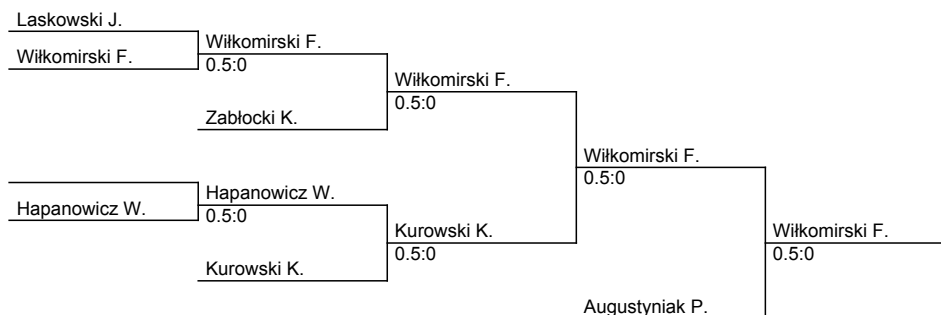 Laskowski J.
Wiłkomirski F.
Wiłkomirski F.
0.5:0
Wiłkomirski F.
0.5:0
Zabłocki K.
Wiłkomirski F.
0.5:0
Hapanowicz W.
Hapanowicz W.
0.5:0
Kurowski K.
0.5:0
Wiłkomirski F.
0.5:0
Kurowski K.
Augustyniak P.